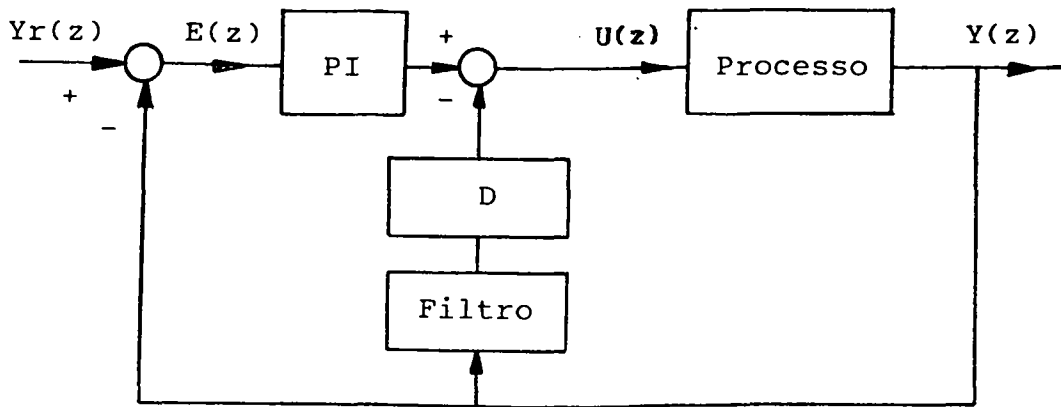 Yr(z)
E(z)
U(z)
Y(z)
+
PI
Processo
+
-
-
D
Filtro